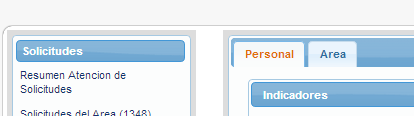 Solicitudes
Resumen Atencion de
Solicitudes
Solicitudes del Area (1348)
Personal
Area
Indicadores